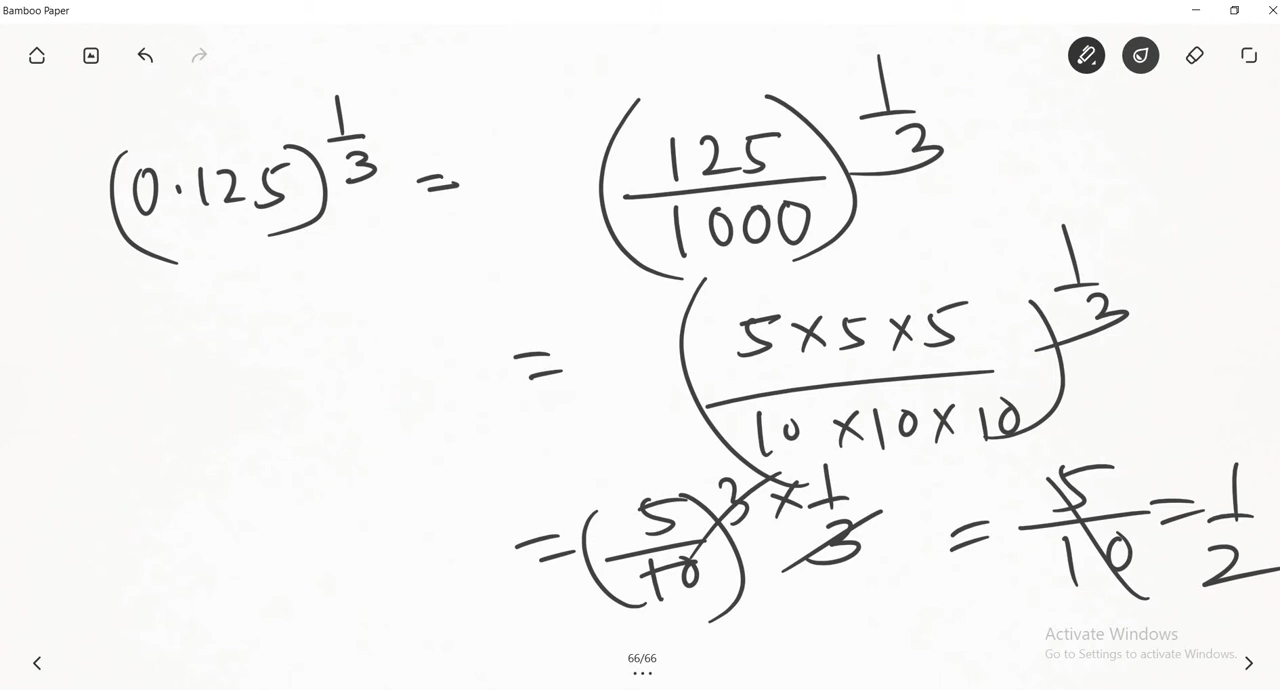 Bamboo Paper
(0.125)^(1/3) = (125/1000)^(1/3)
= (5×5×5/10×10×10)^(1/3)
= (5/10)^(3×1/3) = 5/10 = 1/2
Activate Windows
Go to Settings to activate Windows.
66/66